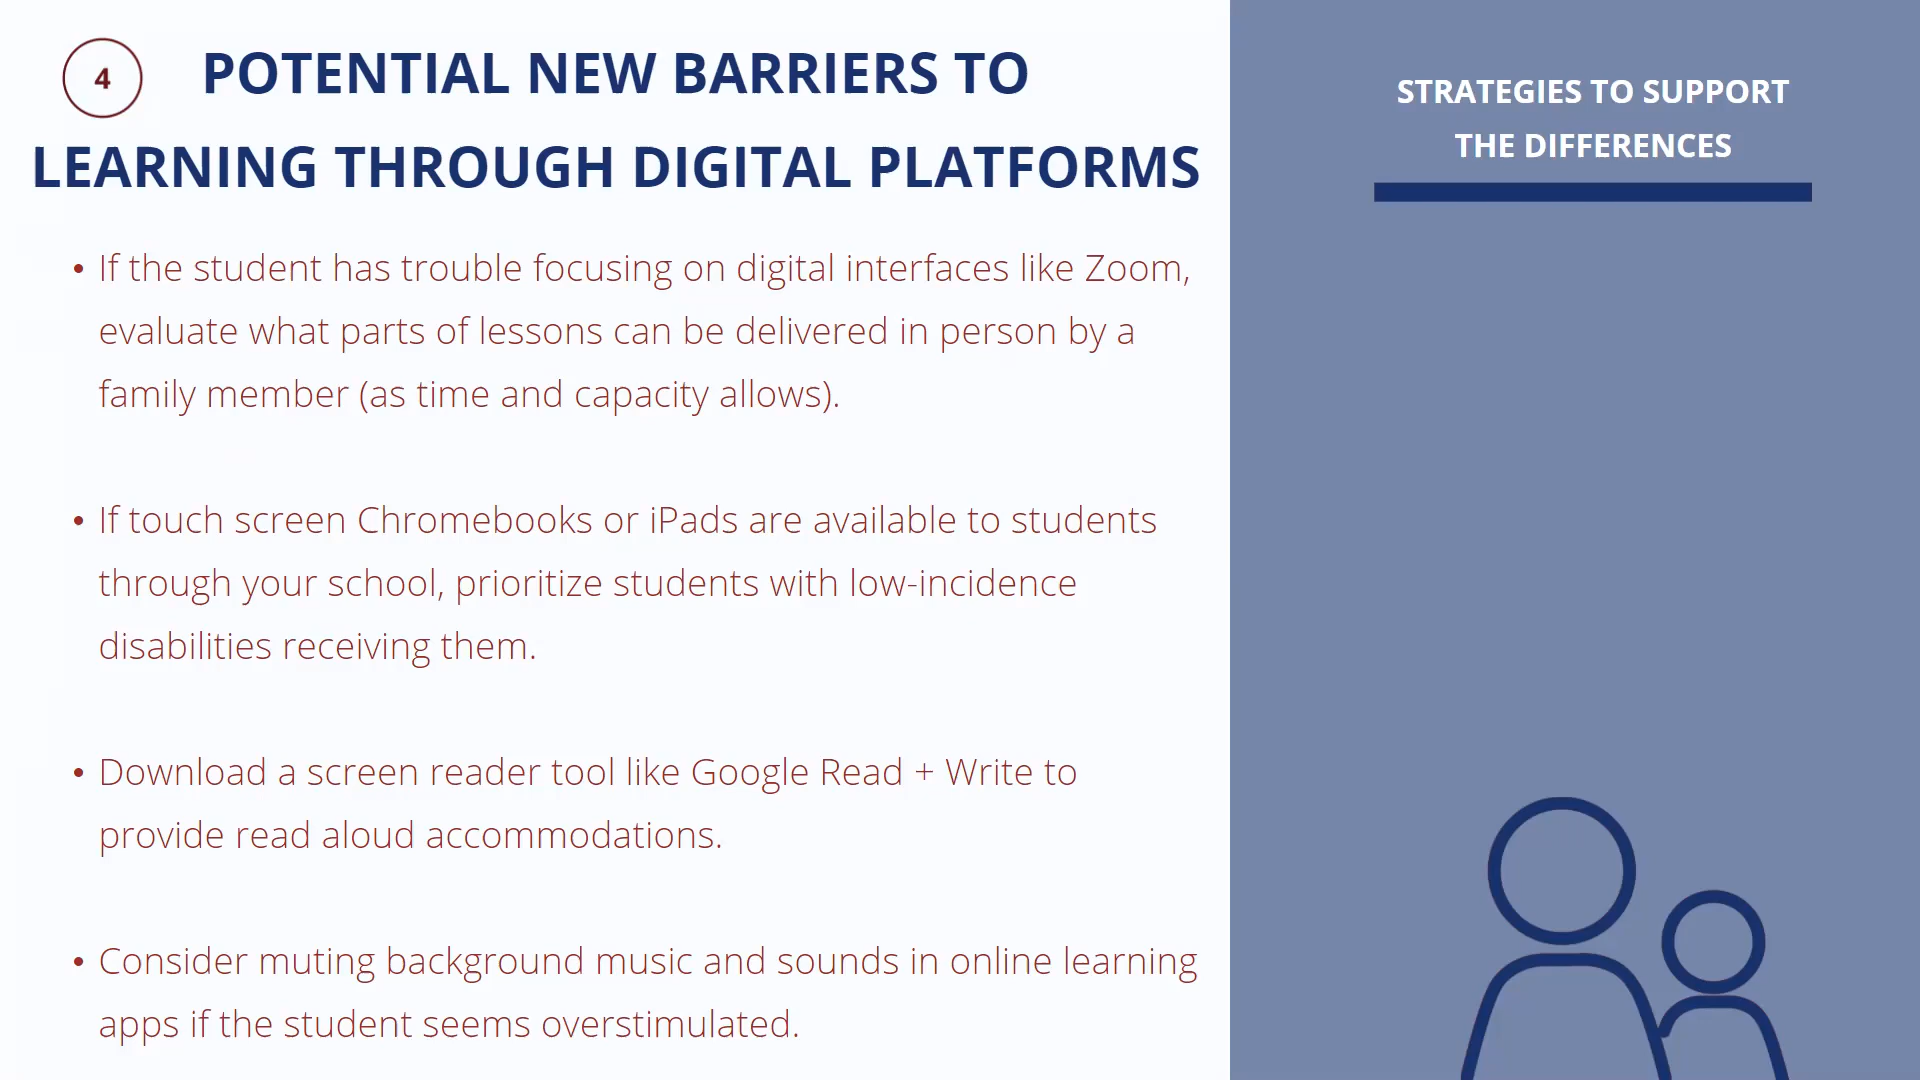 4
POTENTIAL NEW BARRIERS TO
LEARNING THROUGH DIGITAL PLATFORMS
• If the student has trouble focusing on digital interfaces like Zoom,
evaluate what parts of lessons can be delivered in person by a
family member (as time and capacity allows).
• If touch screen Chromebooks or iPads are available to students
through your school, prioritize students with low-incidence
disabilities receiving them.
• Download a screen reader tool like Google Read + Write to
provide read aloud accommodations.
• Consider muting background music and sounds in online learning
apps if the student seems overstimulated.
STRATEGIES TO SUPPORT
THE DIFFERENCES